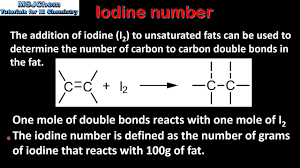 MSJChem
Tutorials for IB Chemistry
Iodine number
The addition of iodine (I₂) to unsaturated fats can be used to
determine the number of carbon to carbon double bonds in
the fat.
C=C + I₂ → -C-C-
One mole of double bonds reacts with one mole of I₂
The iodine number is defined as the number of grams
of iodine that reacts with 100g of fat.